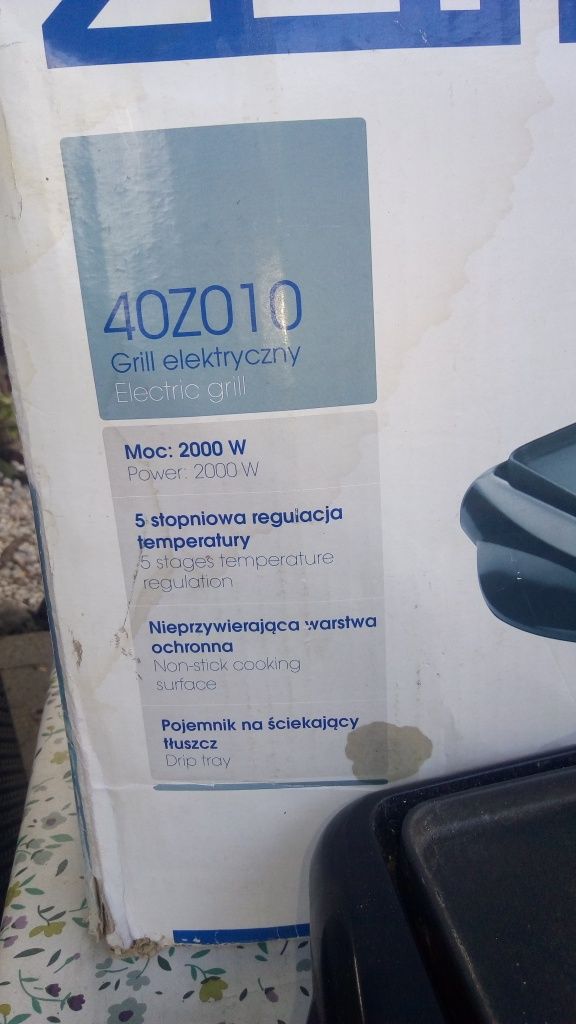 40Z010
Grill elektryczny
Electric grill
Moc: 2000 W
Power: 2000 W
5 stopniowa regulacja
temperatury
5 stages temperature
regulation
Nieprzywierająca warstwa
ochronna
Non-stick cooking
surface
Pojemnik na ściekający
tłuszcz
Drip tray